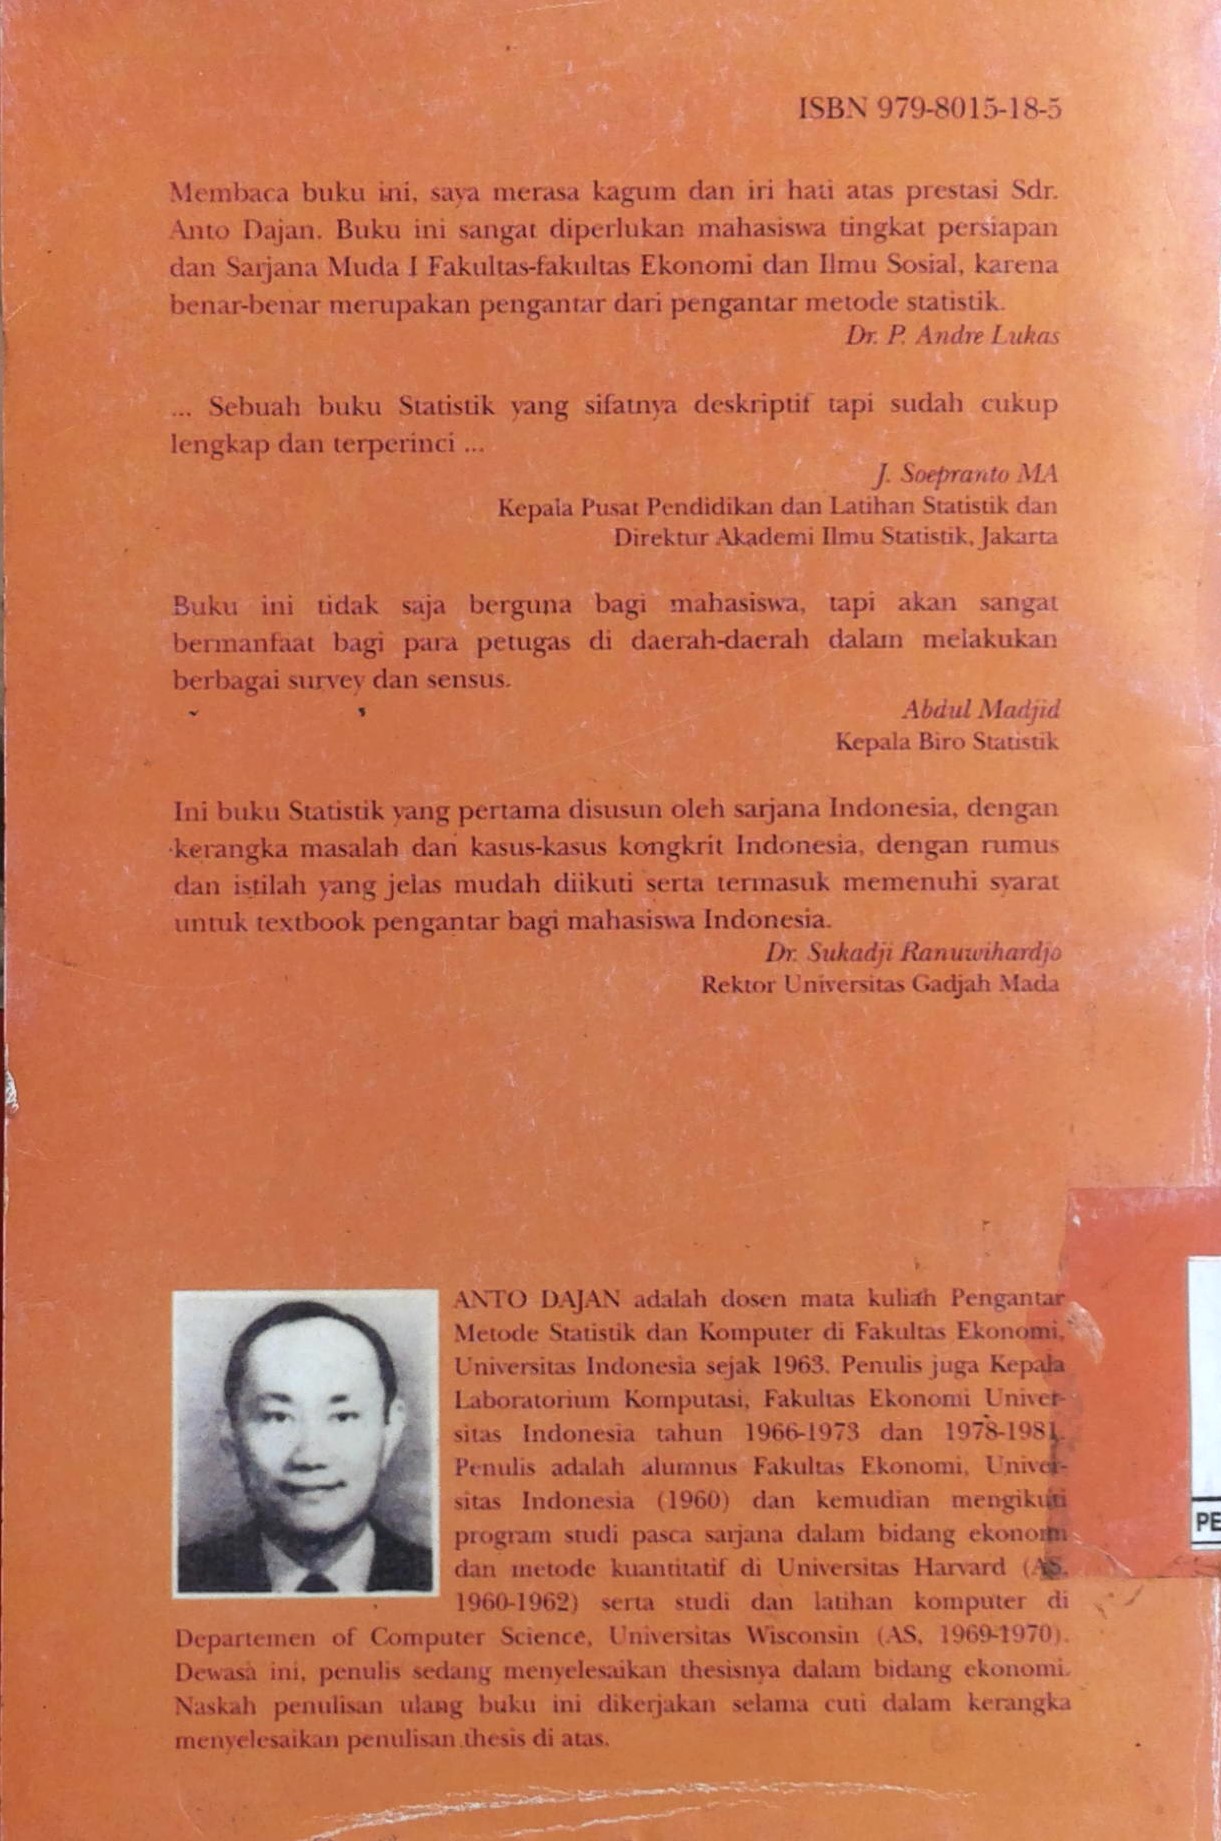 ISBN 979-8015-18-5
Membaca buku ini, saya merasa kagum dan iri hati atas prestasi Sdr.
Anto Dajan. Buku ini sangat diperlukan mahasiswa tingkat persiapan
dan Sarjana Muda I Fakultas-fakultas Ekonomi dan Ilmu Sosial, karena
benar-benar merupakan pengantar dari pengantar metode statistik.
Dr. P. Andre Lukas
... Sebuah buku Statistik yang sifatnya deskriptif tapi sudah cukup
lengkap dan terperinci ...
J. Soepranto MA
Kepala Pusat Pendidikan dan Latihan Statistik dan
Direktur Akademi Ilmu Statistik, Jakarta
Buku ini tidak saja berguna bagi mahasiswa, tapi akan sangat
bermanfaat bagi para petugas di daerah-daerah dalam melakukan
berbagai survey dan sensus.
Abdul Madjid
Kepala Biro Statistik
Ini buku Statistik yang pertama disusun oleh sarjana Indonesia, dengan
kerangka masalah dan kasus-kasus kongkrit Indonesia, dengan rumus
dan istilah yang jelas mudah diikuti serta termasuk memenuhi syarat
untuk textbook pengantar bagi mahasiswa Indonesia.
Dr. Sukadji Ranuwihardjo
Rektor Universitas Gadjah Mada
ANTO DAJAN adalah dosen mata kuliah Pengantar
Metode Statistik dan Komputer di Fakultas Ekonomi,
Universitas Indonesia sejak 1963. Penulis juga Kepala
Laboratorium Komputasi, Fakultas Ekonomi Univer-
sitas Indonesia tahun 1966-1973 dan 1978-1981.
Penulis adalah alumnus Fakultas Ekonomi, Univer-
sitas Indonesia (1960) dan kemudian mengikuti
program studi pasca sarjana dalam bidang ekonomi
dan metode kuantitatif di Universitas Harvard (AS,
1960-1962) serta studi dan latihan komputer di
Departemen of Computer Science, Universitas Wisconsin (AS, 1969-1970).
Dewasa ini, penulis sedang menyelesaikan thesisnya dalam bidang ekonomi.
Naskah penulisan ulang buku ini dikerjakan selama cuti dalam kerangka
menyelesaikan penulisan thesis di atas.
PE